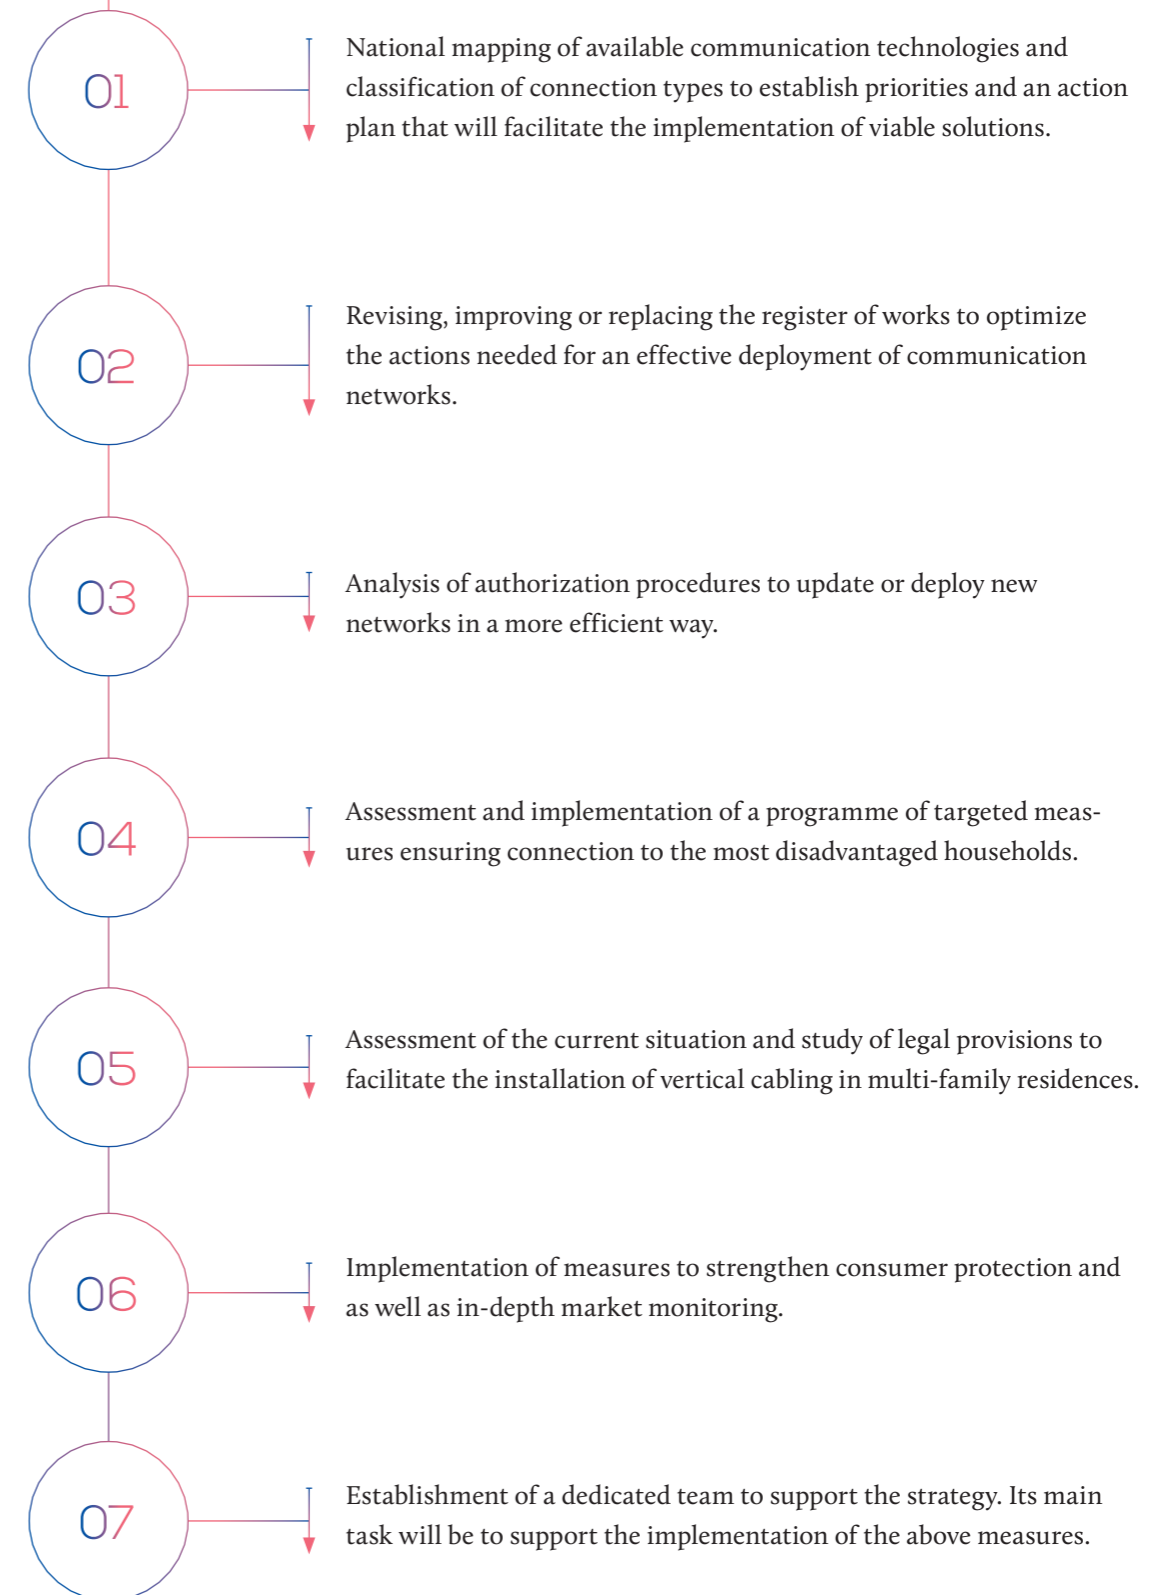 01
National mapping of available communication technologies and
classification of connection types to establish priorities and an action
plan that will facilitate the implementation of viable solutions.
02
Revising, improving or replacing the register of works to optimize
the actions needed for an effective deployment of communication
networks.
03
Analysis of authorization procedures to update or deploy new
networks in a more efficient way.
04
Assessment and implementation of a programme of targeted meas-
ures ensuring connection to the most disadvantaged households.
05
Assessment of the current situation and study of legal provisions to
facilitate the installation of vertical cabling in multi-family residences.
06
Implementation of measures to strengthen consumer protection and
as well as in-depth market monitoring.
07
Establishment of a dedicated team to support the strategy. Its main
task will be to support the implementation of the above measures.